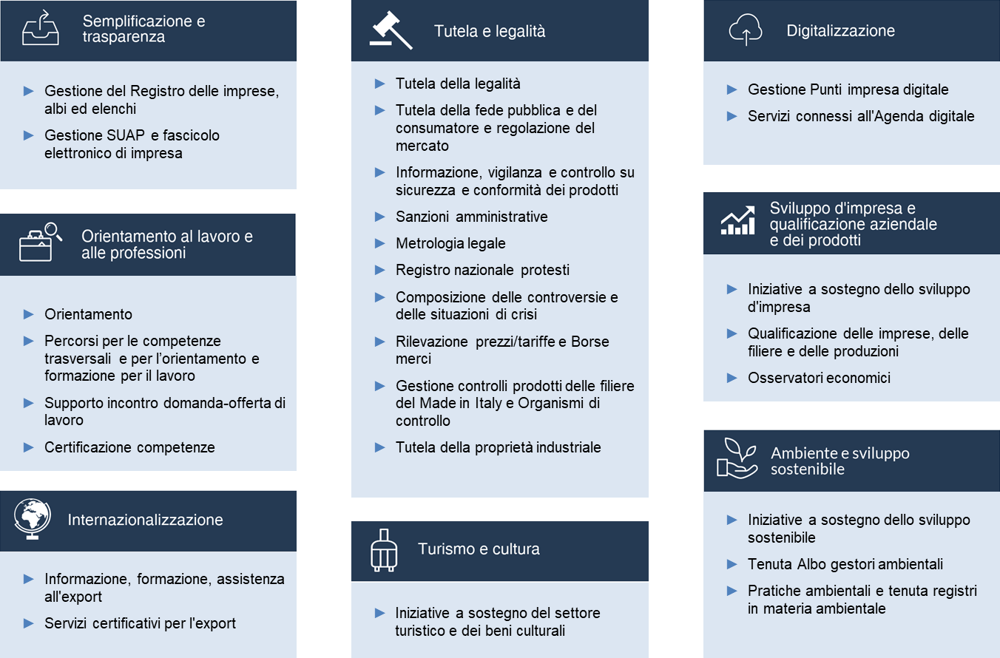 Semplificazione e
trasparenza
► Gestione del Registro delle imprese,
albi ed elenchi
► Gestione SUAP e fascicolo
elettronico di impresa
Orientamento al lavoro e
alle professioni
► Orientamento
► Percorsi per le competenze
trasversali e per l’orientamento e
formazione per il lavoro
► Supporto incontro domanda-offerta di
lavoro
► Certificazione competenze
Internazionalizzazione
► Informazione, formazione, assistenza
all'export
► Servizi certificativi per l'export
Tutela e legalità
► Tutela della legalità
► Tutela della fede pubblica e del
consumatore e regolazione del
mercato
► Informazione, vigilanza e controllo su
sicurezza e conformità dei prodotti
► Sanzioni amministrative
► Metrologia legale
► Registro nazionale protesti
► Composizione delle controversie e
delle situazioni di crisi
► Rilevazione prezzi/tariffe e Borse
merci
► Gestione controlli prodotti delle filiere
del Made in Italy e Organismi di
controllo
► Tutela della proprietà industriale
Turismo e cultura
► Iniziative a sostegno del settore
turistico e dei beni culturali
Digitalizzazione
► Gestione Punti impresa digitale
► Servizi connessi all'Agenda digitale
Sviluppo d'impresa e
qualificazione aziendale
e dei prodotti
► Iniziative a sostegno dello sviluppo
d'impresa
► Qualificazione delle imprese, delle
filiere e delle produzioni
► Osservatori economici
Ambiente e sviluppo
sostenibile
► Iniziative a sostegno dello sviluppo
sostenibile
► Tenuta Albo gestori ambientali
► Pratiche ambientali e tenuta registri
in materia ambientale